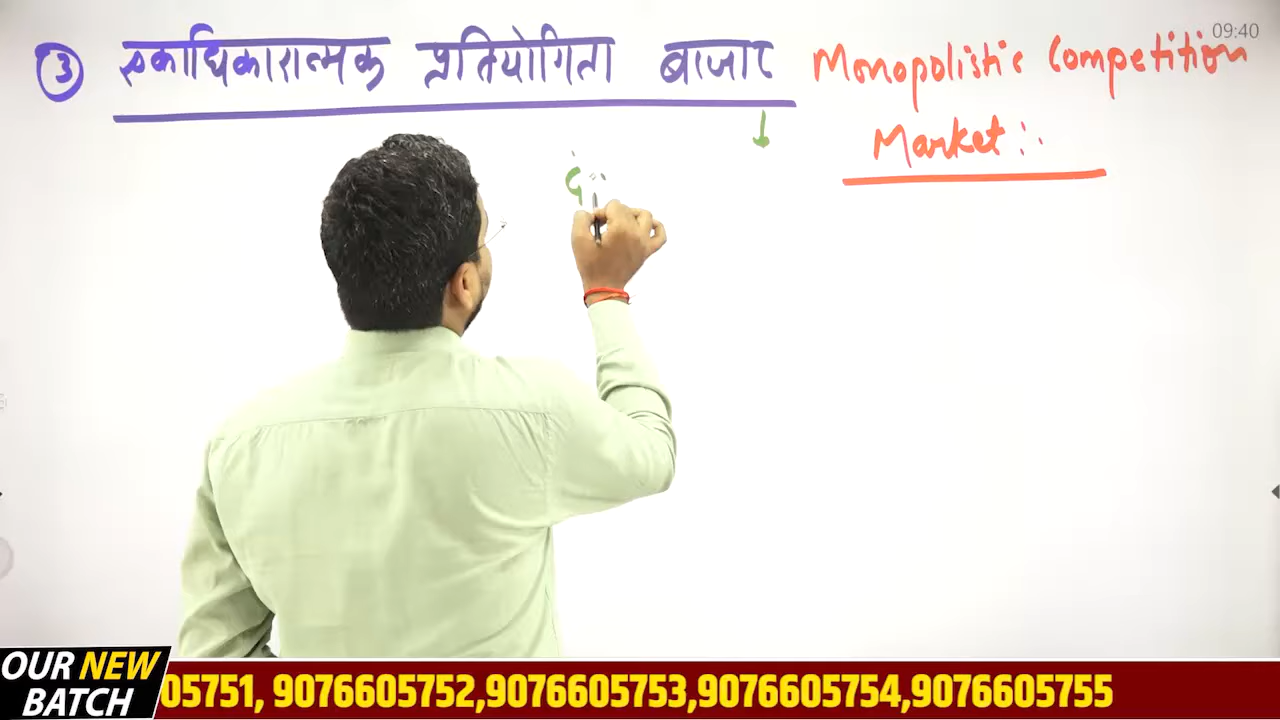 ③ एकाधिकारात्मक प्रतियोगिता बाजार Monopolistic Competition
Market :-
09:40
OUR NEW
BATCH
05751, 9076605752,9076605753,9076605754,9076605755